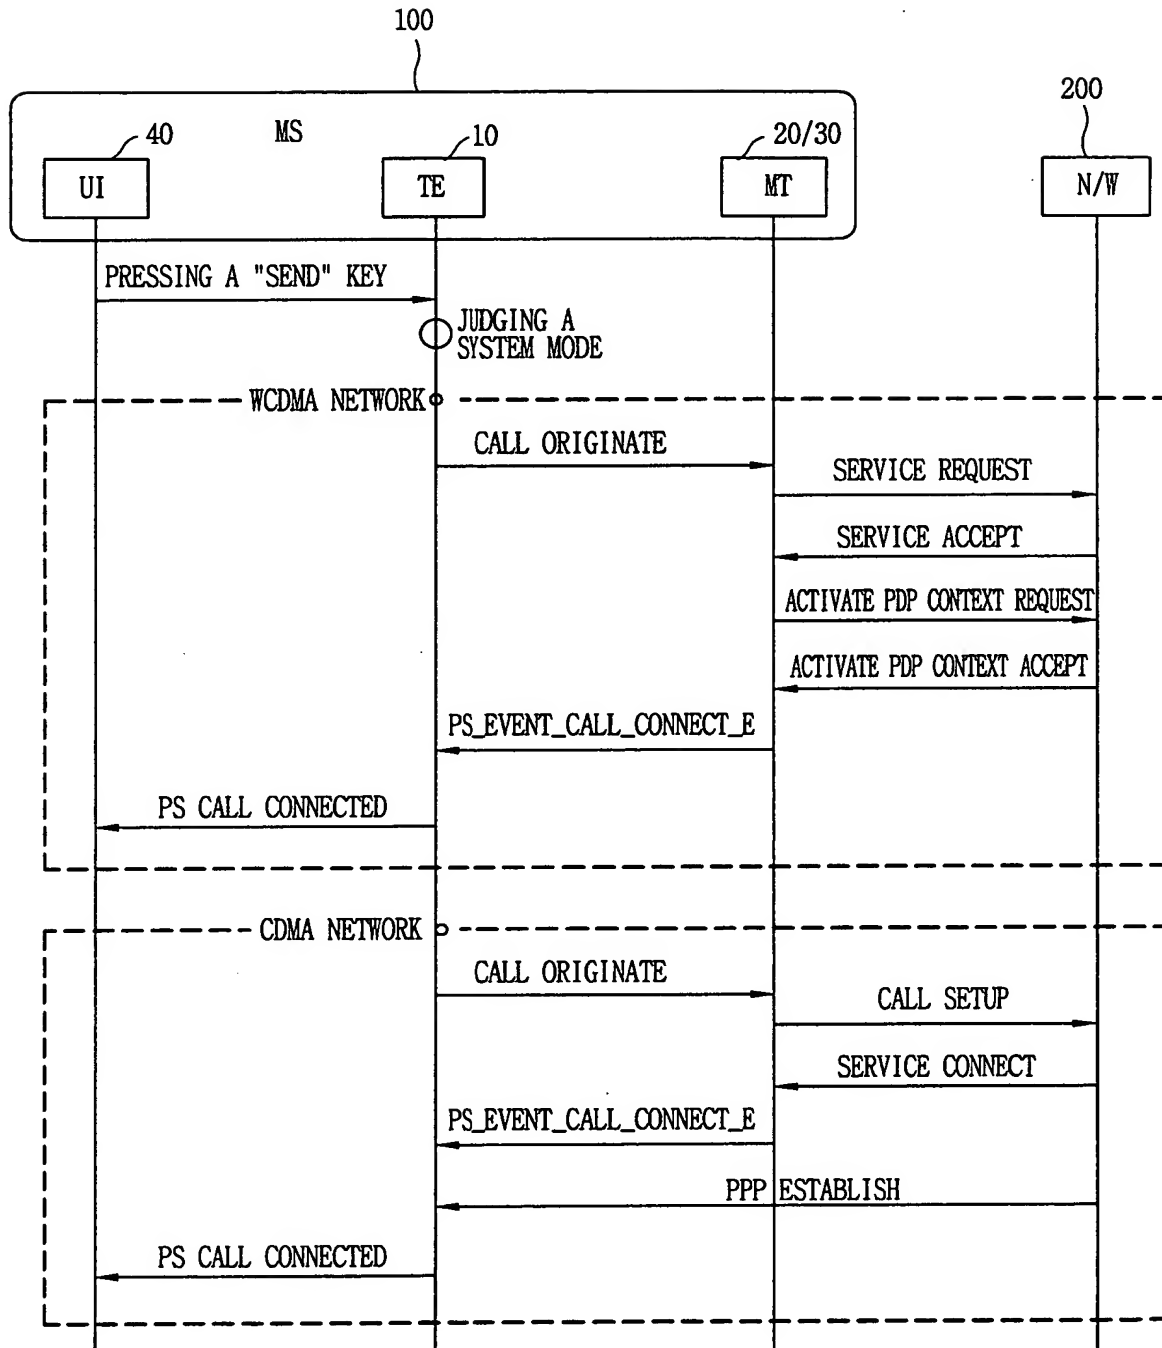 100
200
MS
40
10
20/30
UI
TE
MT
N/W
PRESSING A "SEND" KEY
JUDGING A
SYSTEM MODE
WCDMA NETWORK
CALL ORIGINATE
SERVICE REQUEST
SERVICE ACCEPT
ACTIVATE PDP CONTEXT REQUEST
ACTIVATE PDP CONTEXT ACCEPT
PS_EVENT_CALL_CONNECT_E
PS CALL CONNECTED
CDMA NETWORK
CALL ORIGINATE
CALL SETUP
SERVICE CONNECT
PS_EVENT_CALL_CONNECT_E
PPP ESTABLISH
PS CALL CONNECTED